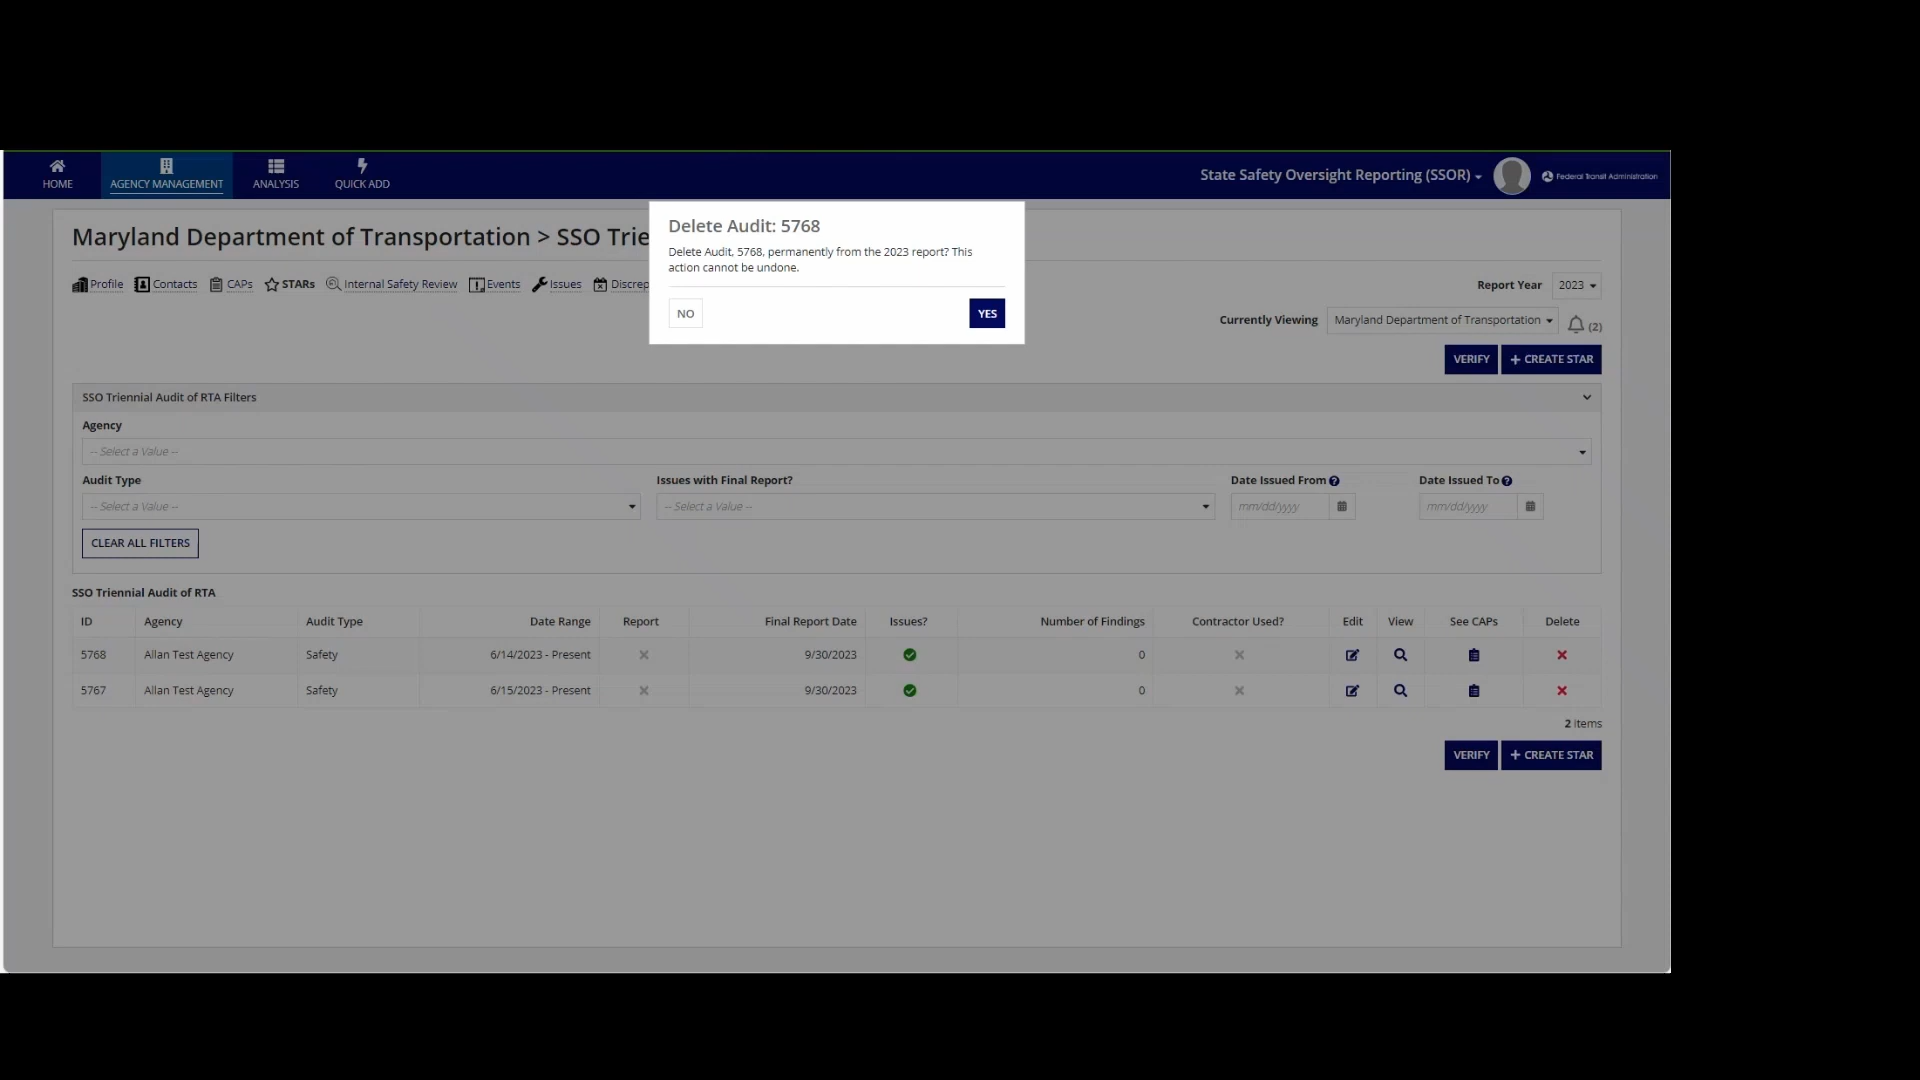 HOME
AGENCY MANAGEMENT
ANALYSIS
QUICK ADD
State Safety Oversight Reporting (SSOR)
Federal Transit Administration
Maryland Department of Transportation > SSO Trie
Delete Audit: 5768
Delete Audit, 5768, permanently from the 2023 report? This
action cannot be undone.
NO
YES
Profile
Contacts
CAPs
STARs
Internal Safety Review
Events
Issues
Discrep
Report Year
2023
Currently Viewing
Maryland Department of Transportation
(2)
VERIFY
+ CREATE STAR
SSO Triennial Audit of RTA Filters
Agency
-- Select a Value --
Audit Type
Issues with Final Report?
Date Issued From
Date Issued To
-- Select a Value --
-- Select a Value --
mm/dd/yyyy
mm/dd/yyyy
CLEAR ALL FILTERS
SSO Triennial Audit of RTA
ID Agency Audit Type Date Range Report Final Report Date Issues? Number of Findings Contractor Used? Edit View See CAPs Delete
5768 Allan Test Agency Safety 6/14/2023 - Present 9/30/2023 0
5767 Allan Test Agency Safety 6/15/2023 - Present 9/30/2023 0
2 items
VERIFY
+ CREATE STAR